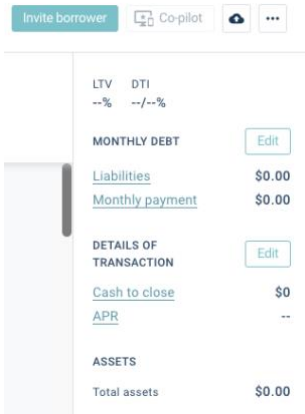 Invite borrower Co-pilot
LTV DTI
--% --/--%
MONTHLY DEBT Edit
Liabilities $0.00
Monthly payment $0.00
DETAILS OF
TRANSACTION Edit
Cash to close $0
APR --
ASSETS
Total assets $0.00